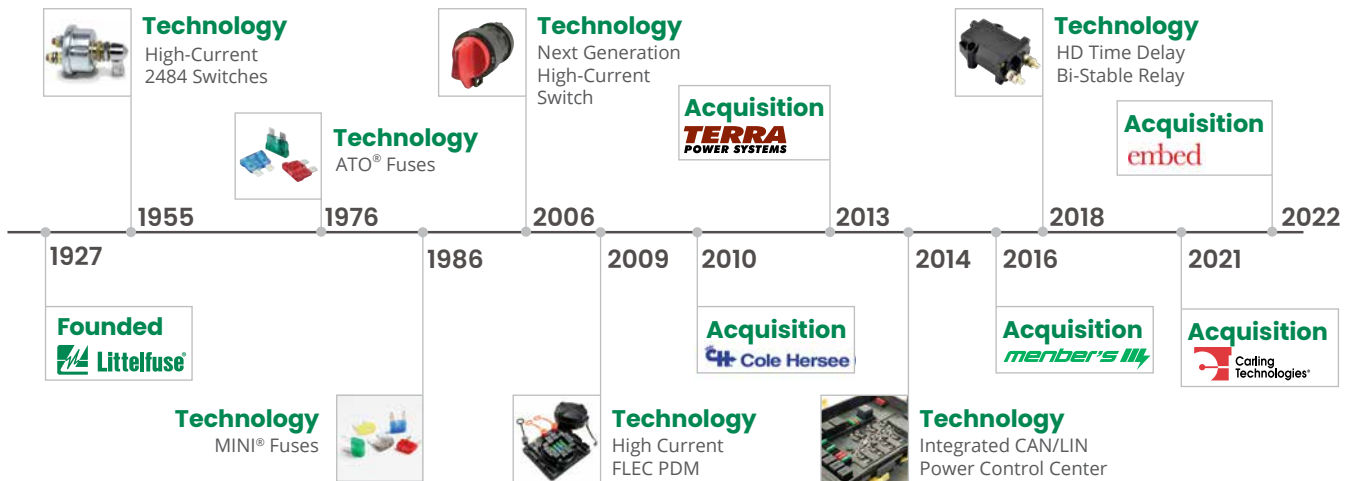 Technology
High-Current
2484 Switches
Technology
ATO® Fuses
Technology
Next Generation
High-Current
Switch
Acquisition
TERRA
POWER SYSTEMS
Technology
HD Time Delay
Bi-Stable Relay
Acquisition
embed
1955
1976
2006
2013
2018
2022
1927
1986
2009
2010
2014
2016
2021
Founded
Littelfuse®
Acquisition
CH Cole Hersee
Acquisition
menber's
Acquisition
Carling
Technologies®
Technology
MINI® Fuses
Technology
High Current
FLEC PDM
Technology
Integrated CAN/LIN
Power Control Center